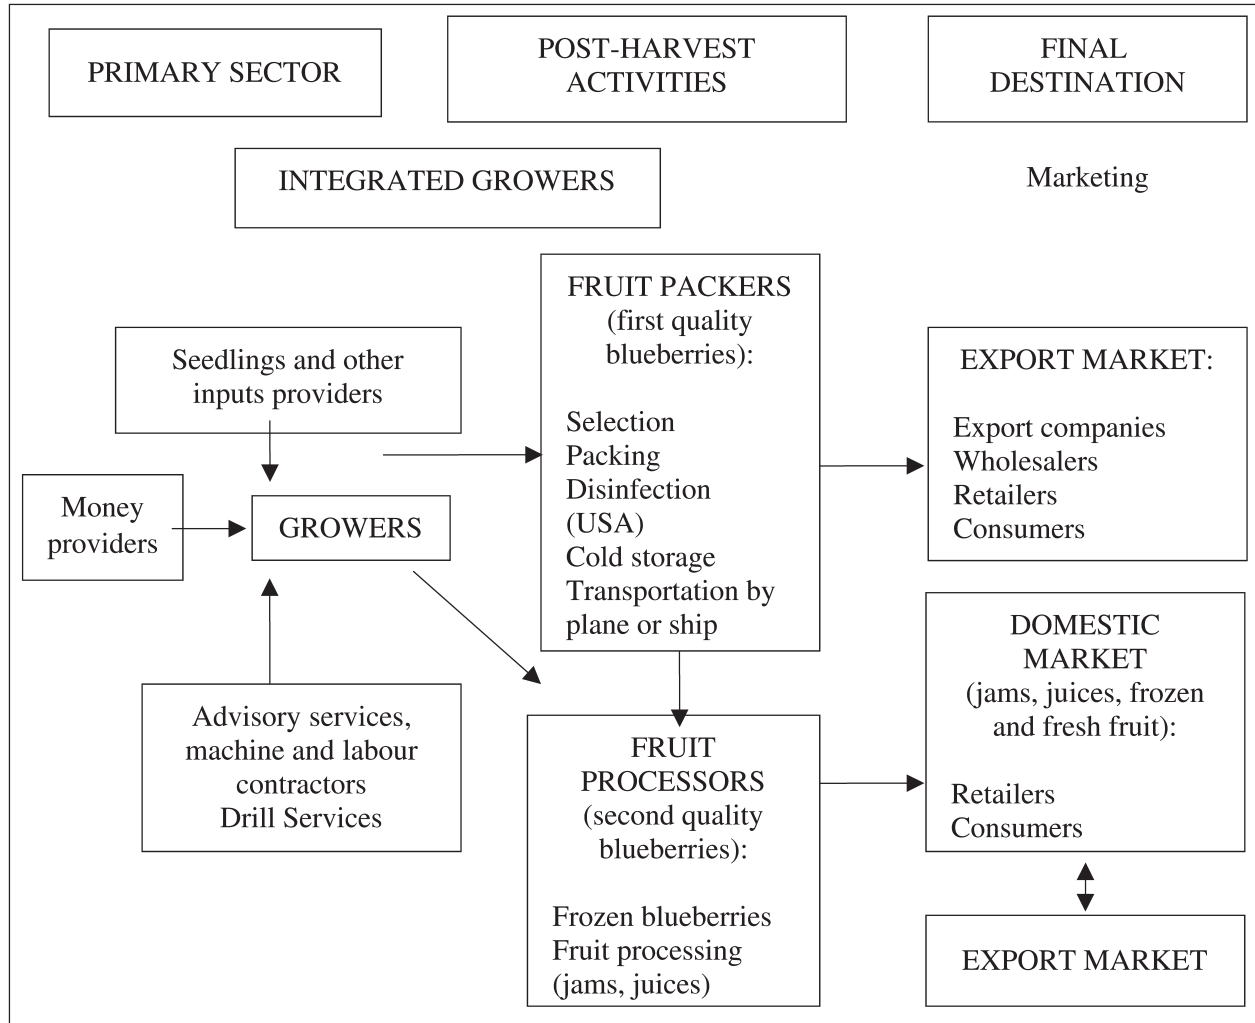 PRIMARY SECTOR
POST-HARVEST
ACTIVITIES
FINAL
DESTINATION
INTEGRATED GROWERS
Marketing
FRUIT PACKERS
(first quality
blueberries):
Selection
Packing
Disinfection
(USA)
Cold storage
Transportation by
plane or ship
Seedlings and other
inputs providers
Money
providers
GROWERS
Advisory services,
machine and labour
contractors
Drill Services
EXPORT MARKET:
Export companies
Wholesalers
Retailers
Consumers
FRUIT
PROCESSORS
(second quality
blueberries):
Frozen blueberries
Fruit processing
(jams, juices)
DOMESTIC
MARKET
(jams, juices, frozen
and fresh fruit):
Retailers
Consumers
EXPORT MARKET